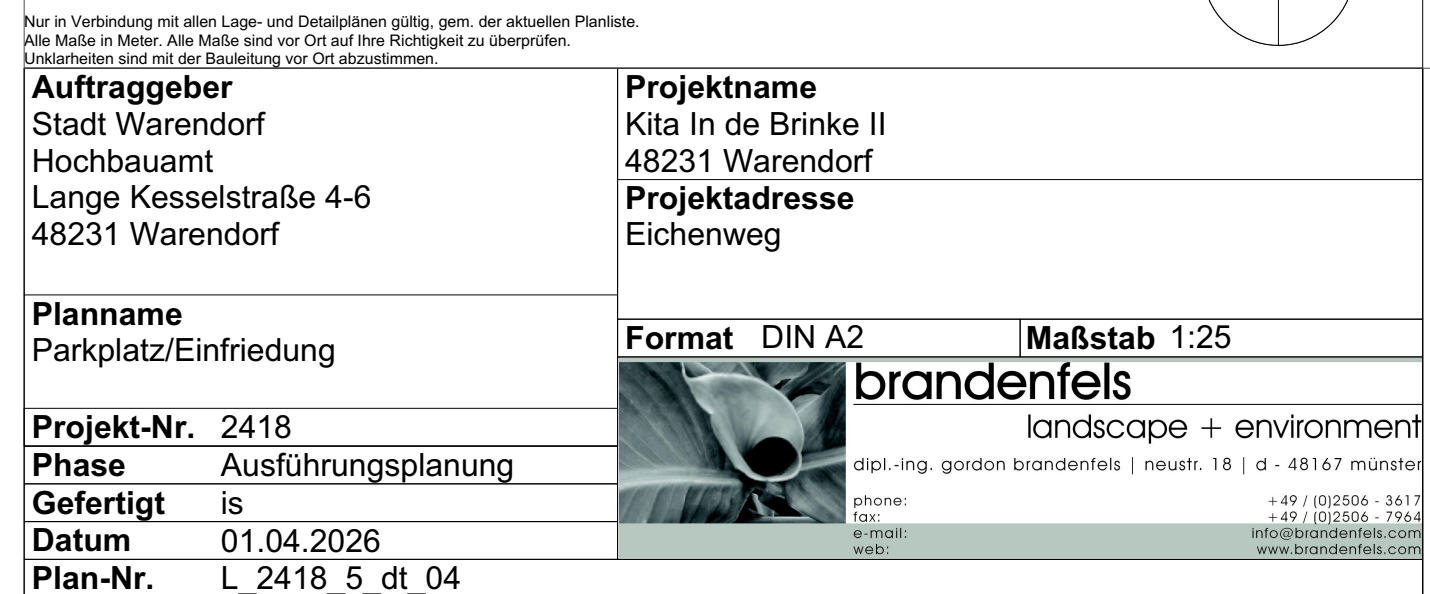 Nur in Verbindung mit allen Lage- und Detailplänen gültig, gem. der aktuellen Planliste.
Alle Maße in Meter. Alle Maße sind vor Ort auf Ihre Richtigkeit zu überprüfen.
Unklarheiten sind mit der Bauleitung vor Ort abzustimmen.
Auftraggeber
Stadt Warendorf
Hochbauamt
Lange Kesselstraße 4-6
48231 Warendorf
Projektname
Kita In de Brinke II
48231 Warendorf
Projektadresse
Eichenweg
Planname
Parkplatz/Einfriedung
Format DIN A2
Maßstab 1:25
Projekt-Nr. 2418
Phase Ausführungsplanung
Gefertigt is
Datum 01.04.2026
Plan-Nr. L_2418_5_dt_04
brandenfels
landscape + environment
dipl.-ing. gordon brandenfels | neustr. 18 | d - 48167 münster
phone: +49 / (0)2506 - 3617
fax: +49 / (0)2506 - 7964
e-mail: info@brandenfels.com
web: www.brandenfels.com